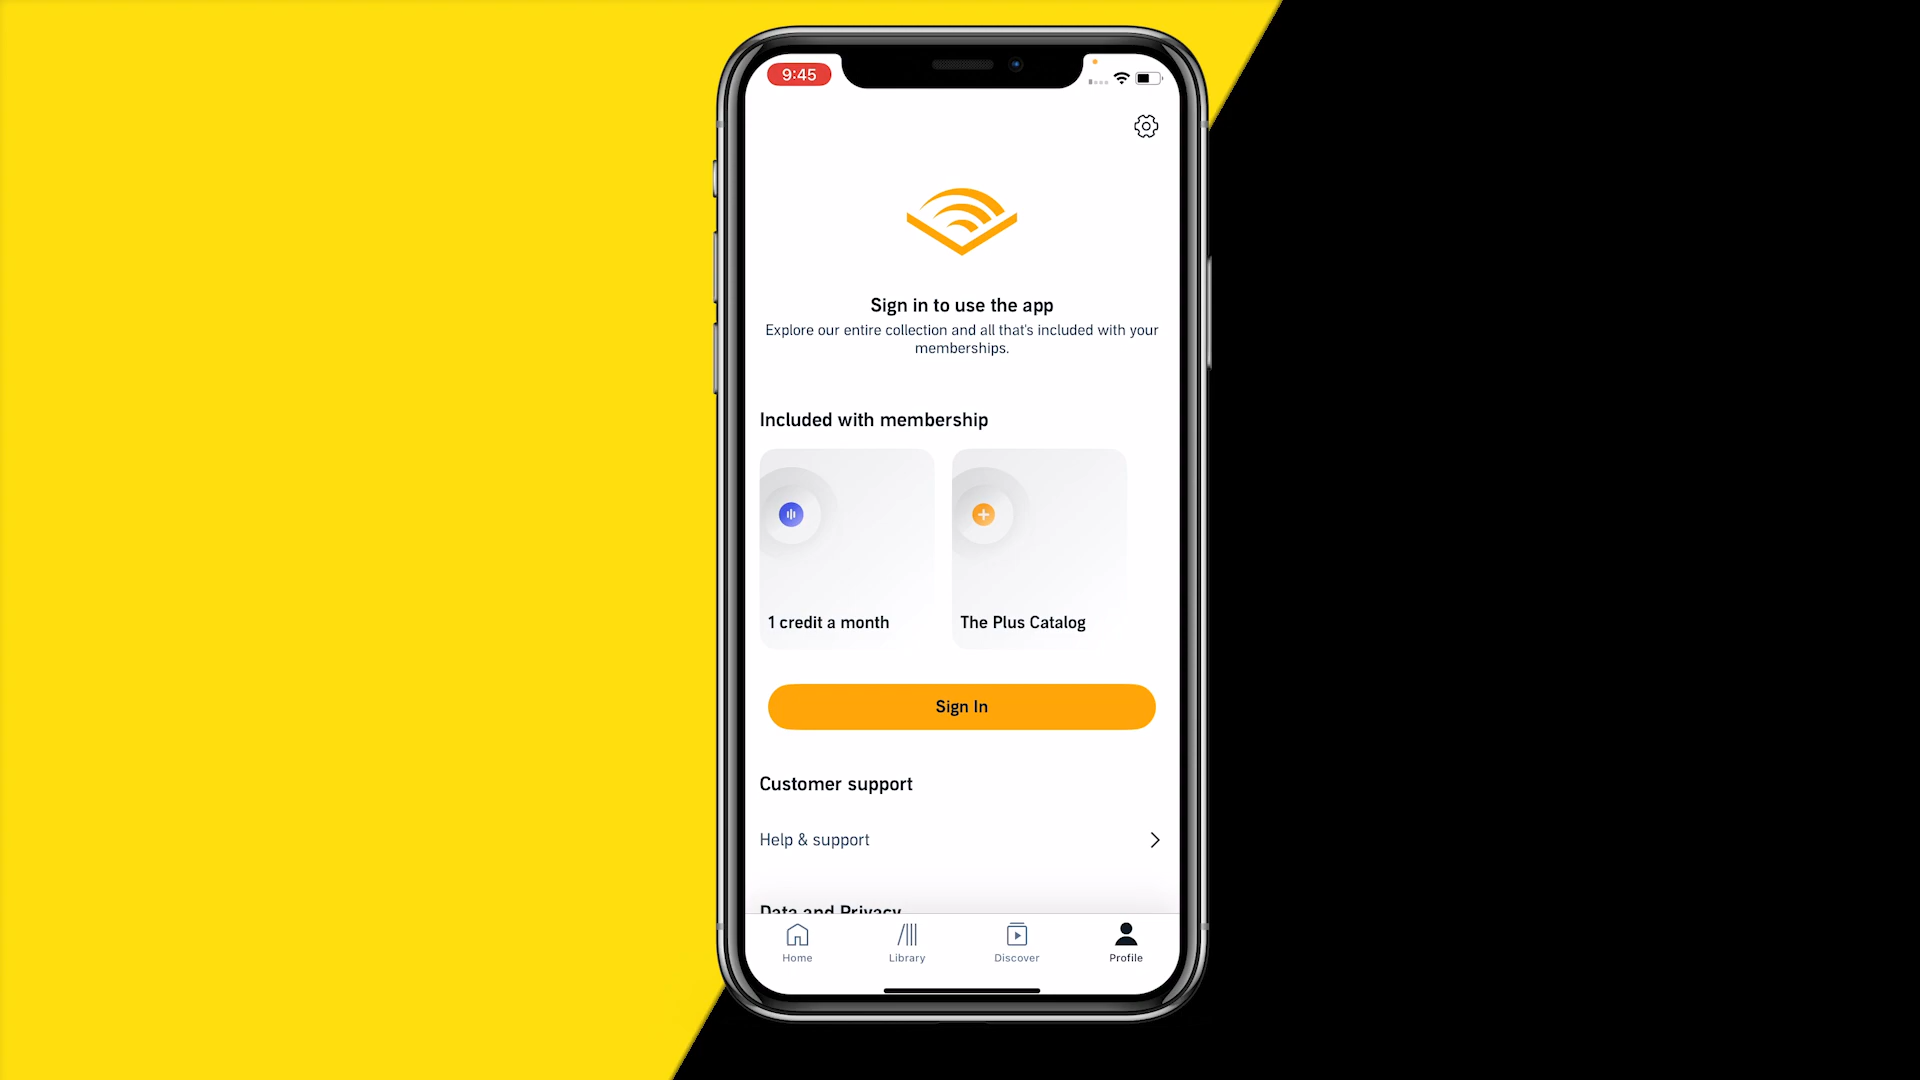 9:45
Sign in to use the app
Explore our entire collection and all that's included with your
memberships.
Included with membership
1 credit a month
The Plus Catalog
Sign In
Customer support
Help & support
Data and Privacy
Home
Library
Discover
Profile